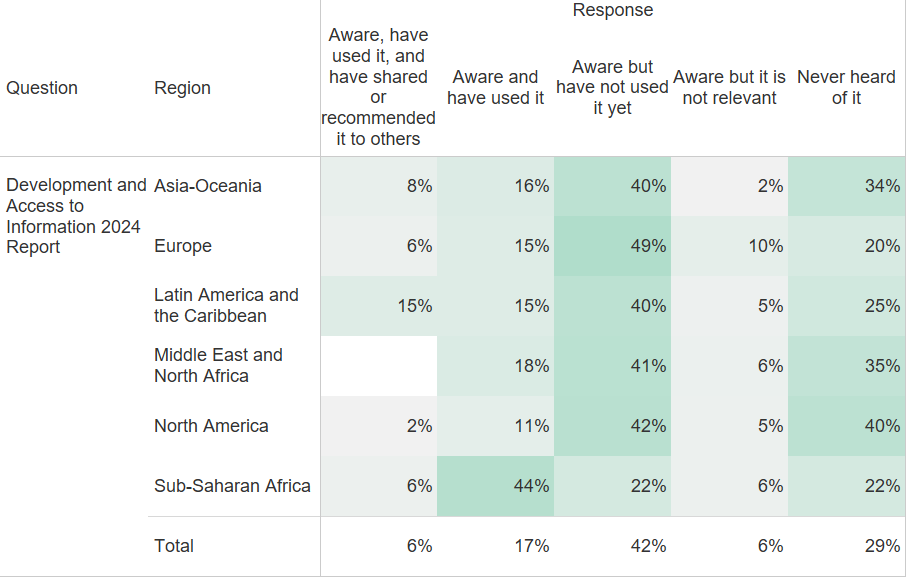 Response
Question
Region
Aware, have
used it, and
have shared
or
recommended
it to others
Aware and
have used it
Aware but
have not used
it yet
Aware but it is
not relevant
Never heard
of it
Development and
Access to
Information 2024
Report
Asia-Oceania
8%
16%
40%
2%
34%
Europe
6%
15%
49%
10%
20%
Latin America and
the Caribbean
15%
15%
40%
5%
25%
Middle East and
North Africa
18%
41%
6%
35%
North America
2%
11%
42%
5%
40%
Sub-Saharan Africa
6%
44%
22%
6%
22%
Total
6%
17%
42%
6%
29%